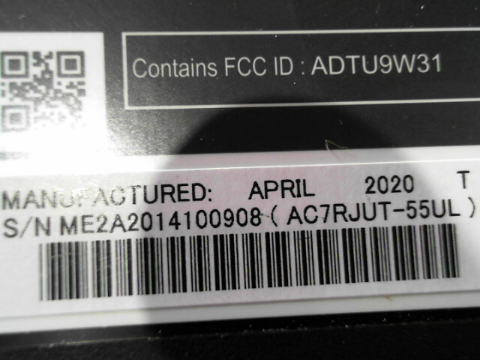 Contains FCC ID : ADTU9W31
MANUFACTURED: APRIL 2020 T
S/N ME2A2014100908 ( AC7RJUT-55UL )